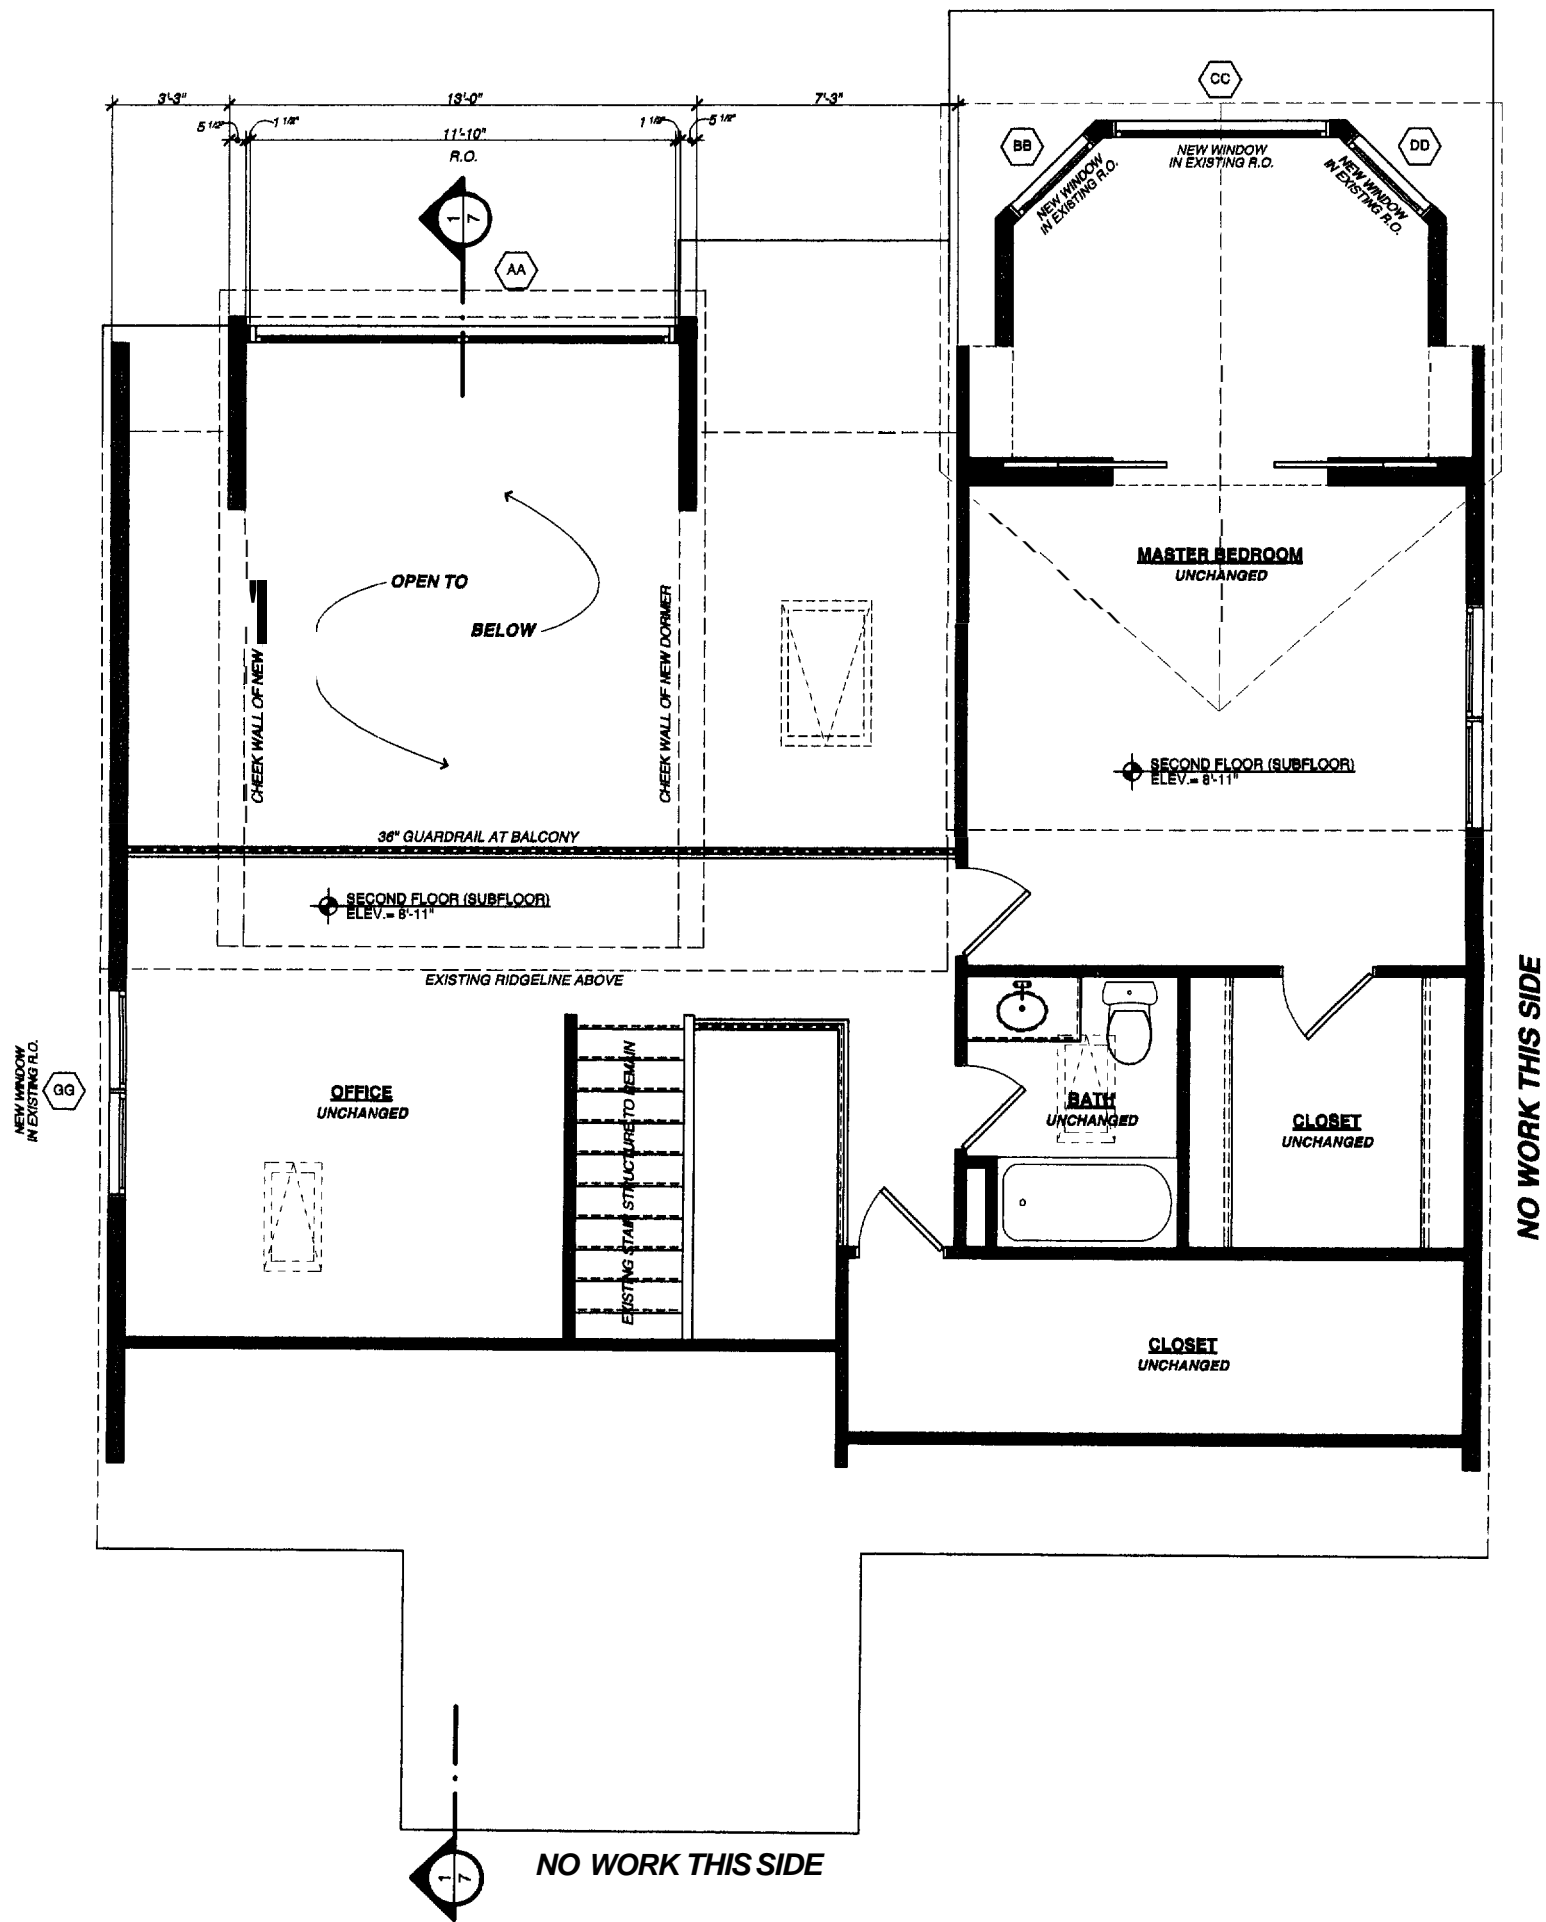 CC
3'-3"
13'-0"
7'-3"
5 1/2"
1 1/2"
11'-10"
1 1/2"
5 1/2"
R.O.
BB
NEW WINDOW
IN EXISTING R.O.
NEW WINDOW
IN EXISTING R.O.
DD
NEW WINDOW
IN EXISTING R.O.
1
7
AA
MASTER BEDROOM
UNCHANGED
OPEN TO
BELOW
CHEEK WALL OF NEW
CHEEK WALL OF NEW DORMER
SECOND FLOOR (SUBFLOOR)
ELEV.= 8'-11"
36" GUARDRAIL AT BALCONY
SECOND FLOOR (SUBFLOOR)
ELEV.= 8'-11"
EXISTING RIDGELINE ABOVE
NEW WINDOW
IN EXISTING R.O.
GG
OFFICE
UNCHANGED
EXISTING STAIR STRUCTURE TO REMAIN
BATH
UNCHANGED
CLOSET
UNCHANGED
NO WORK THIS SIDE
CLOSET
UNCHANGED
NO WORK THIS SIDE
1
7